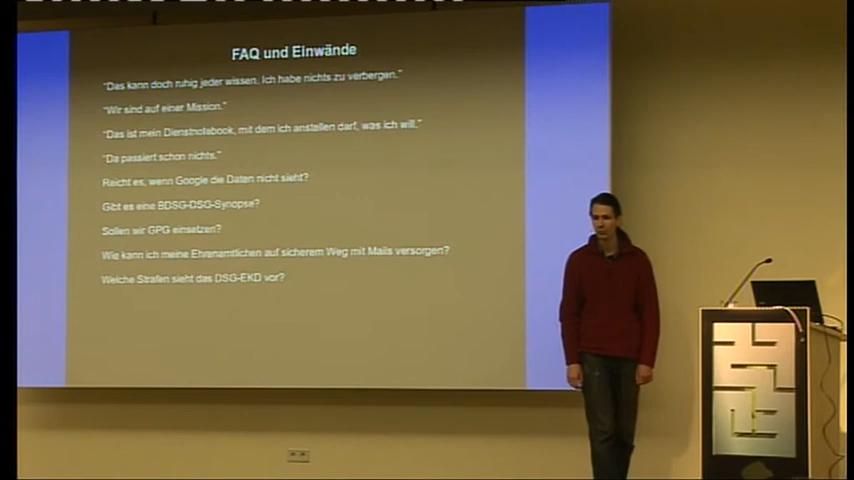 FAQ und Einwände
"Das kann doch ruhig jeder wissen. Ich habe nichts zu verbergen."
"Wir sind auf einer Mission."
"Das ist mein Dienstnotebook, mit dem ich anstellen darf, was ich will."
"Da passiert schon nichts."
Reicht es, wenn Google die Daten nicht sieht?
Gibt es eine BDSG-DSG-Synopse?
Sollen wir GPG einsetzen?
Wie kann ich meine Ehrenamtlichen auf sicherem Weg mit Mails versorgen?
Welche Strafen sieht das DSG-EKD vor?